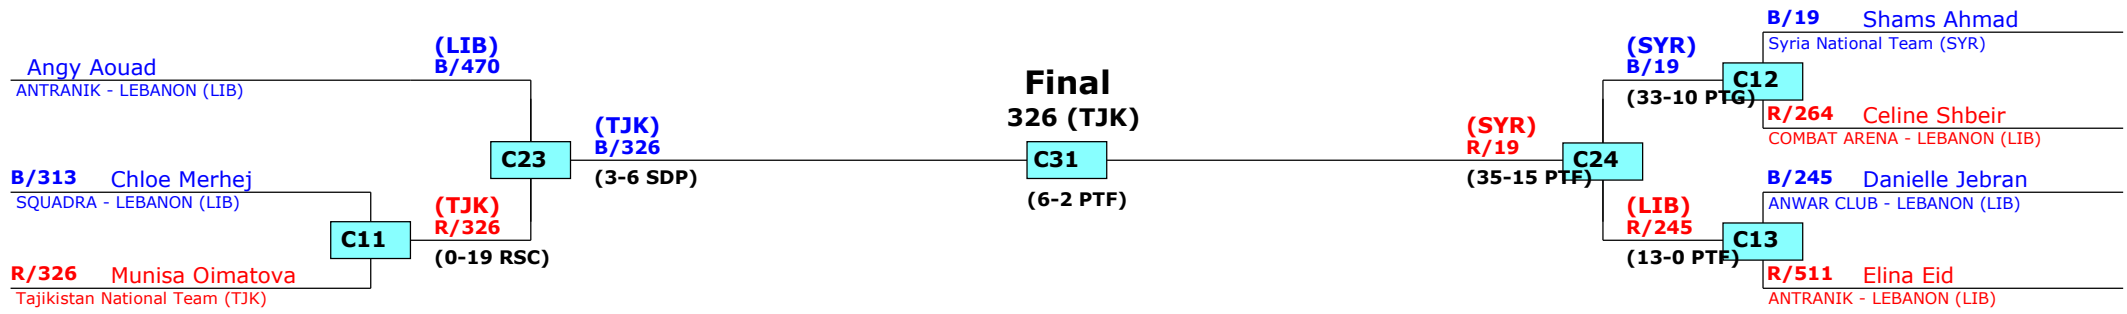 Angy Aouad
ANTRANIK - LEBANON (LIB)
(LIB)
B/470
B/313 Chloe Merhej
SQUADRA - LEBANON (LIB)
C11
R/326 Munisa Oimatova
Tajikistan National Team (TJK)
(TJK)
R/326
(0-19 RSC)
C23
(TJK)
B/326
(3-6 SDP)
Final
326 (TJK)
C31
(6-2 PTF)
(SYR)
R/19
(35-15 PTF)
C24
(SYR)
B/19
(33-10 PTG)
C12
B/19 Shams Ahmad
Syria National Team (SYR)
R/264 Celine Shbeir
COMBAT ARENA - LEBANON (LIB)
(LIB)
R/245
(13-0 PTF)
C13
B/245 Danielle Jebran
ANWAR CLUB - LEBANON (LIB)
R/511 Elina Eid
ANTRANIK - LEBANON (LIB)